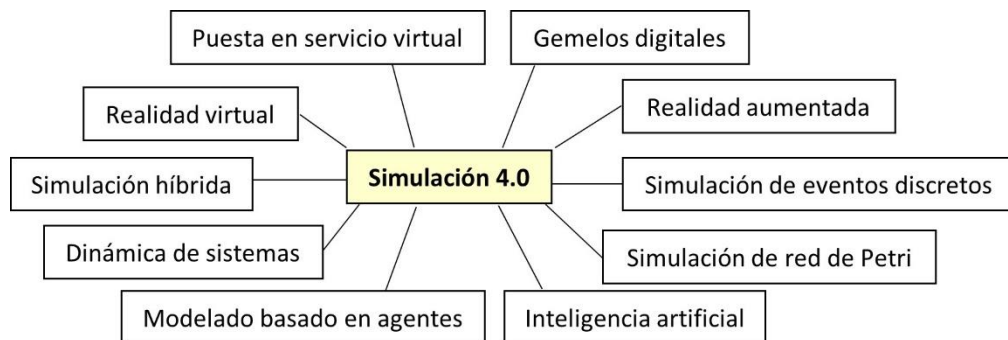 Puesta en servicio virtual
Gemelos digitales
Realidad virtual
Realidad aumentada
Simulación 4.0
Simulación híbrida
Simulación de eventos discretos
Dinámica de sistemas
Simulación de red de Petri
Modelado basado en agentes
Inteligencia artificial